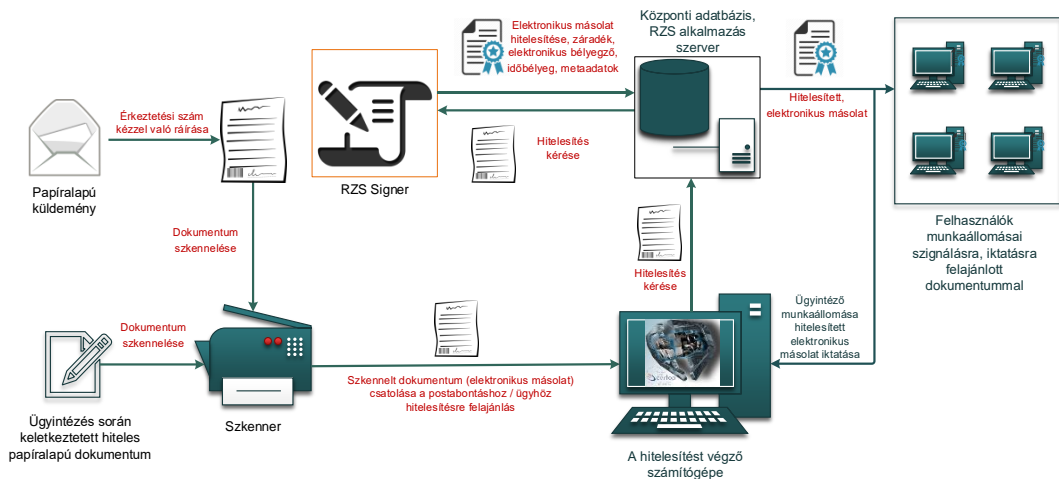 Elektronikus másolat
hitelesítése, záradék,
elektronikus bélyegző,
időbélyeg, metaadatok
Központi adatbázis,
RZS alkalmazás
szerver
Érkeztetési szám
kézzel való ráírása
Hitelesített,
elektronikus másolat
Hitelesítés
kérése
Papíralapú
küldemény
RZS Signer
Felhasználók
munkaállomásai
szignálásra, iktatásra
felajánlott
dokumentummal
Dokumentum
szkennelése
Hitelesítés
kérése
Ügyintéző
munkaállomása
hitelesített
elektronikus
másolat iktatása
Dokumentum
szkennelése
Szkennelt dokumentum (elektronikus másolat)
csatolása a postabontáshoz / ügyhöz
hitelesítésre felajánlás
Ügyintézés során
keletkeztetett hiteles
papíralapú dokumentum
Szkenner
A hitelesítést végző
számítógépe